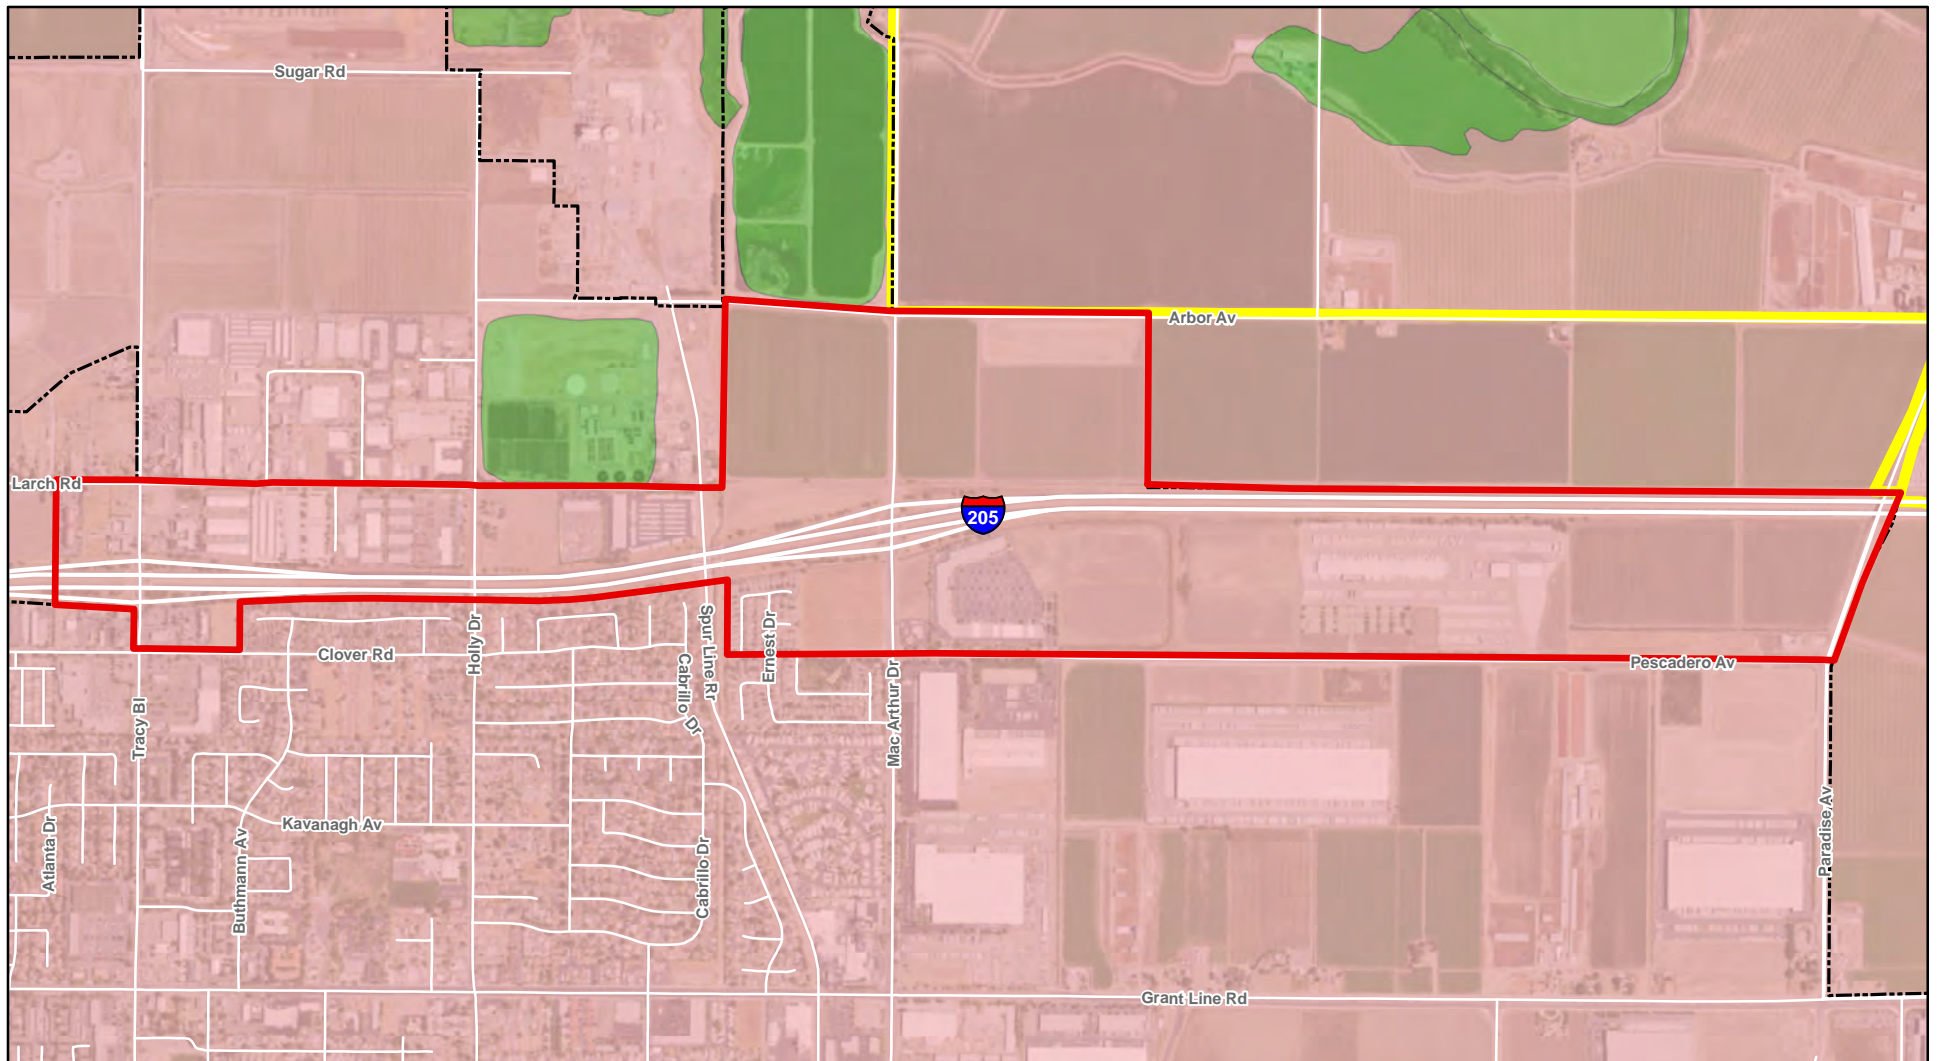 Sugar Rd
Arbor Av
Larch Rd
205
Spur Line Rr
Ernest Dr
Holly Dr
Clover Rd
Cabrillo Dr
Mac Arthur Dr
Pescadero Av
Tracy Bl
Kavanagh Av
Atlanta Dr
Buthmann Av
Cabrillo Dr
Paradise Av
Grant Line Rd